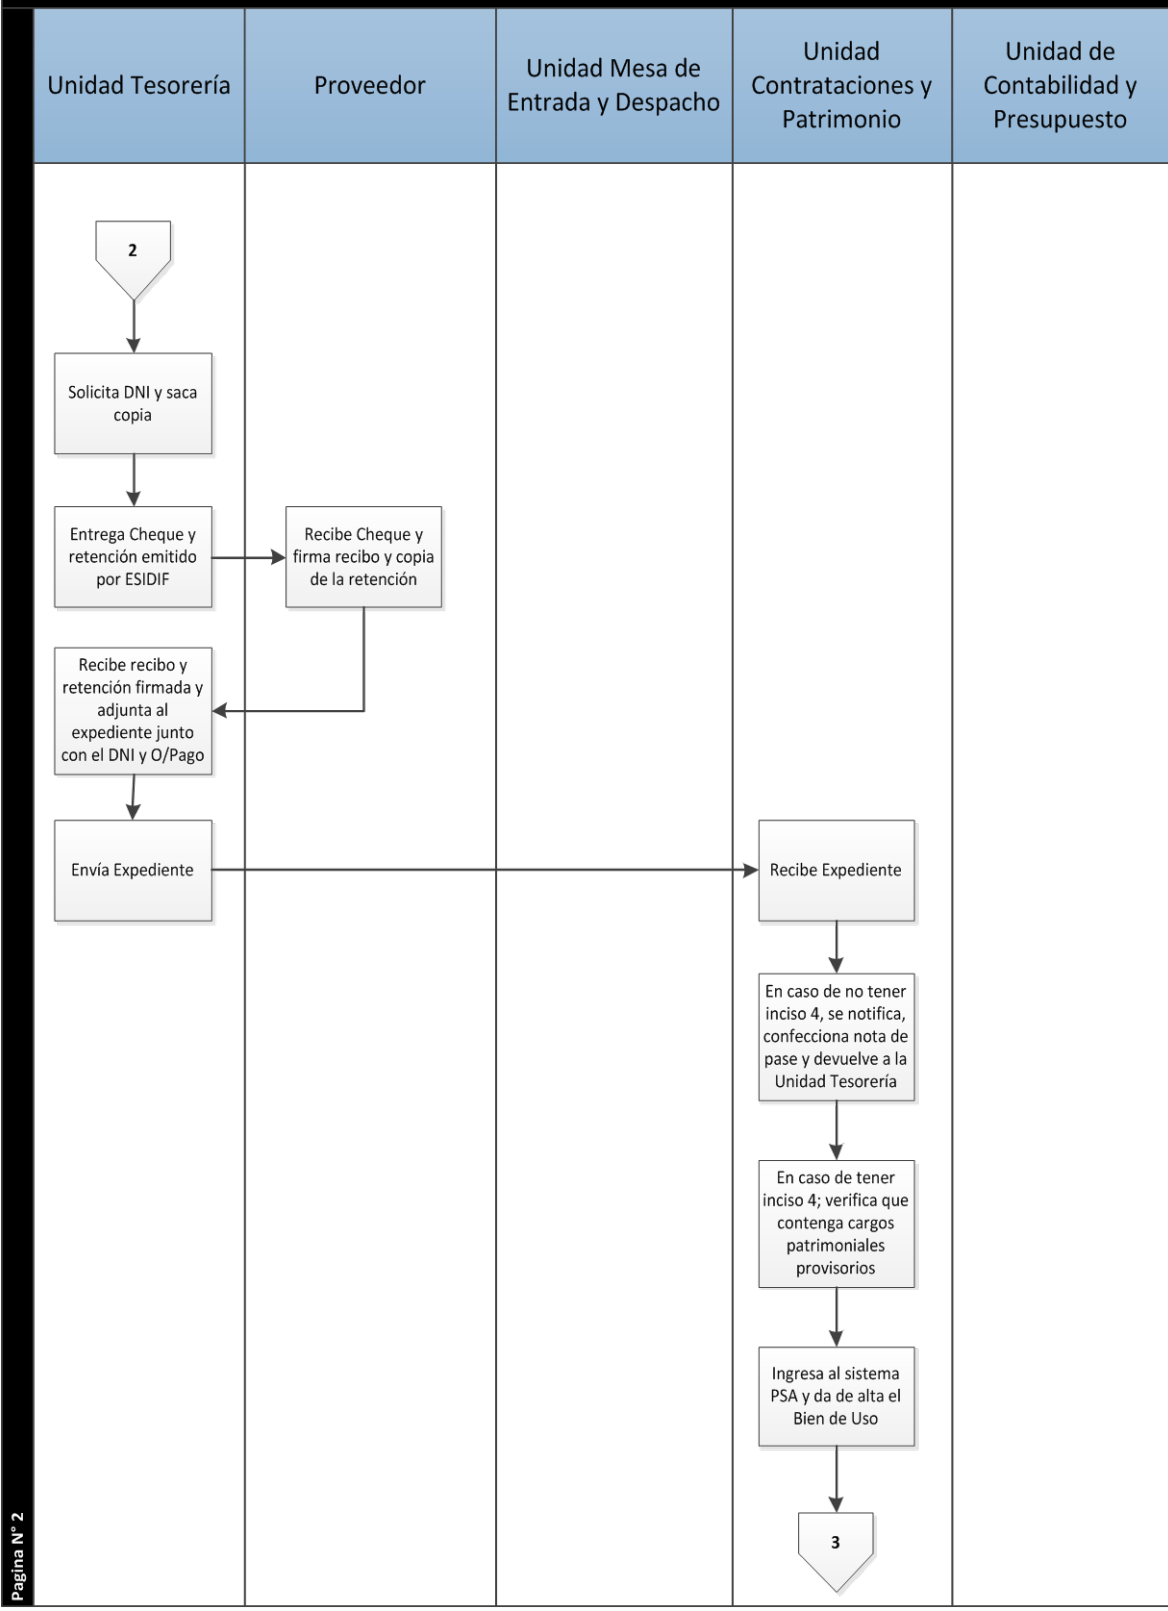 Unidad Tesorería
Proveedor
Unidad Mesa de
Entrada y Despacho
Unidad
Contrataciones y
Patrimonio
Unidad de
Contabilidad y
Presupuesto
2
Solicita DNI y saca
copia
Entrega Cheque y
retención emitido
por ESIDIF
Recibe Cheque y
firma recibo y copia
de la retención
Recibe recibo y
retención firmada y
adjunta al
expediente junto
con el DNI y O/Pago
Envía Expediente
Recibe Expediente
En caso de no tener
inciso 4, se notifica,
confecciona nota de
pase y devuelve a la
Unidad Tesorería
En caso de tener
inciso 4; verifica que
contenga cargos
patrimoniales
provisorios
Ingresa al sistema
PSA y da de alta el
Bien de Uso
3
Pagina N° 2